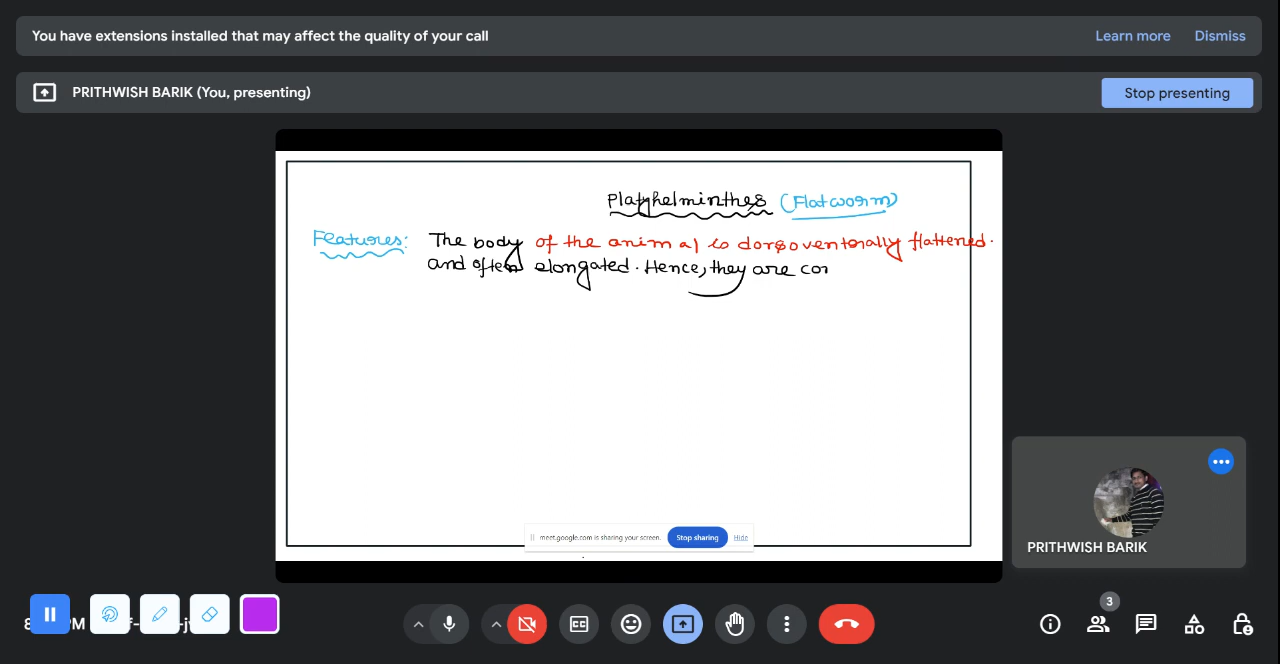 You have extensions installed that may affect the quality of your call
Learn more
Dismiss
PRITHWISH BARIK (You, presenting)
Stop presenting
Platyhelminthes (Flatworm)
Features: The body of the animal is dorsoventrally flattened.
and often elongated. Hence, they are
meet.google.com is sharing your screen.
Stop sharing
Hide
PRITHWISH BARIK
3
PM